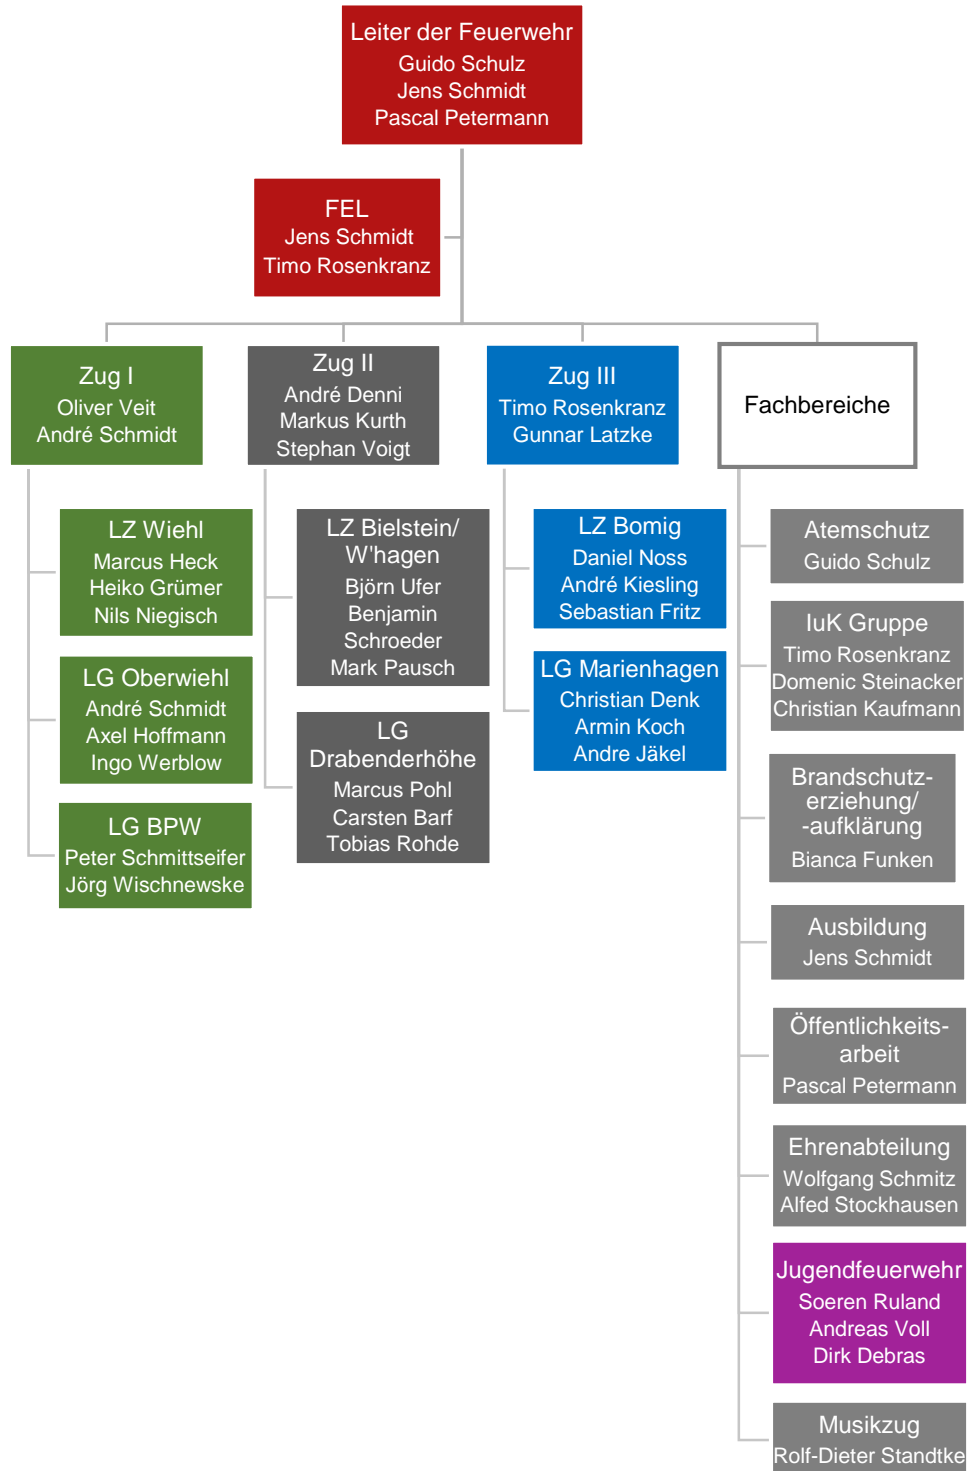 Leiter der Feuerwehr
Guido Schulz
Jens Schmidt
Pascal Petermann
FEL
Jens Schmidt
Timo Rosenkranz
Zug I
Oliver Veit
André Schmidt
LZ Wiehl
Marcus Heck
Heiko Grümer
Nils Niegisch
LG Oberwiehl
André Schmidt
Axel Hoffmann
Ingo Werblow
LG BPW
Peter Schmittseifer
Jörg Wischnewske
Zug II
André Denni
Markus Kurth
Stephan Voigt
LZ Bielstein/
W'hagen
Björn Ufer
Benjamin
Schroeder
Mark Pausch
LG
Drabenderhöhe
Marcus Pohl
Carsten Barf
Tobias Rohde
Zug III
Timo Rosenkranz
Gunnar Latzke
LZ Bomig
Daniel Noss
André Kiesling
Sebastian Fritz
LG Marienhagen
Christian Denk
Armin Koch
Andre Jäkel
Fachbereiche
Atemschutz
Guido Schulz
IuK Gruppe
Timo Rosenkranz
Domenic Steinacker
Christian Kaufmann
Brandschutz-
erziehung/
-aufklärung
Bianca Funken
Ausbildung
Jens Schmidt
Öffentlichkeits-
arbeit
Pascal Petermann
Ehrenabteilung
Wolfgang Schmitz
Alfed Stockhausen
Jugendfeuerwehr
Soeren Ruland
Andreas Voll
Dirk Debras
Musikzug
Rolf-Dieter Standtke